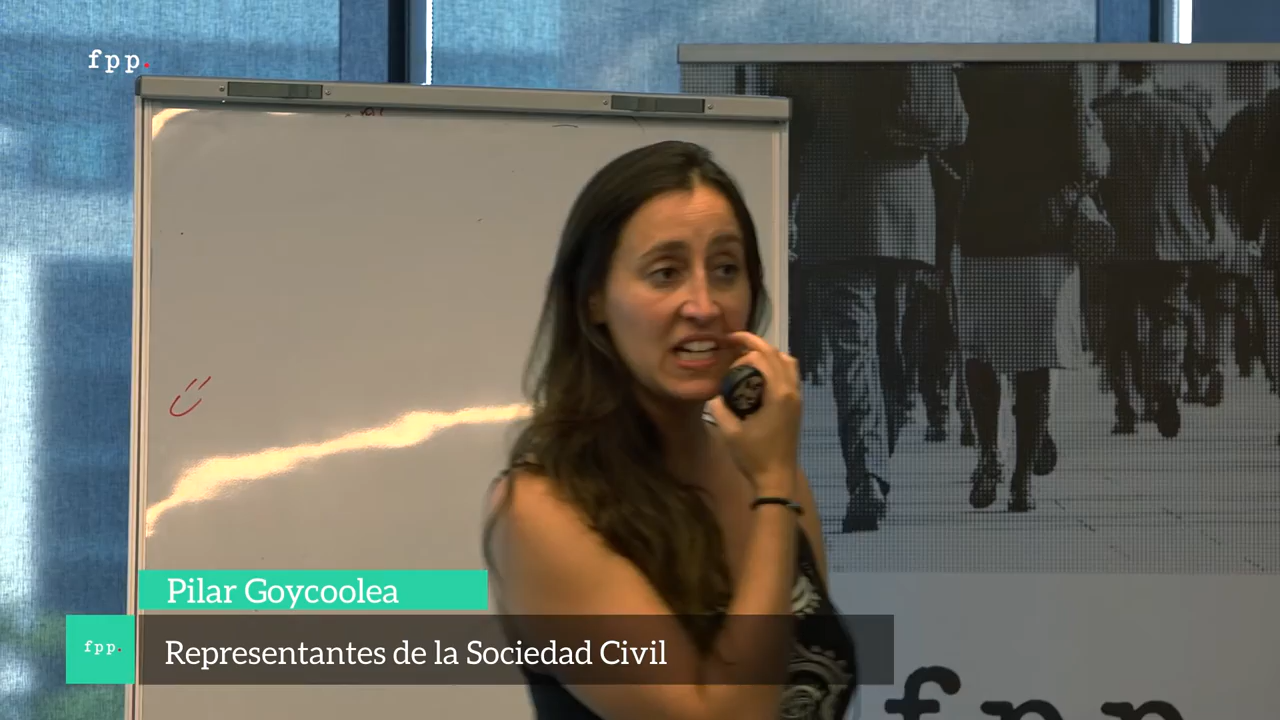 fpp.
Pilar Goycoolea
fpp.
Representantes de la Sociedad Civil
fpp